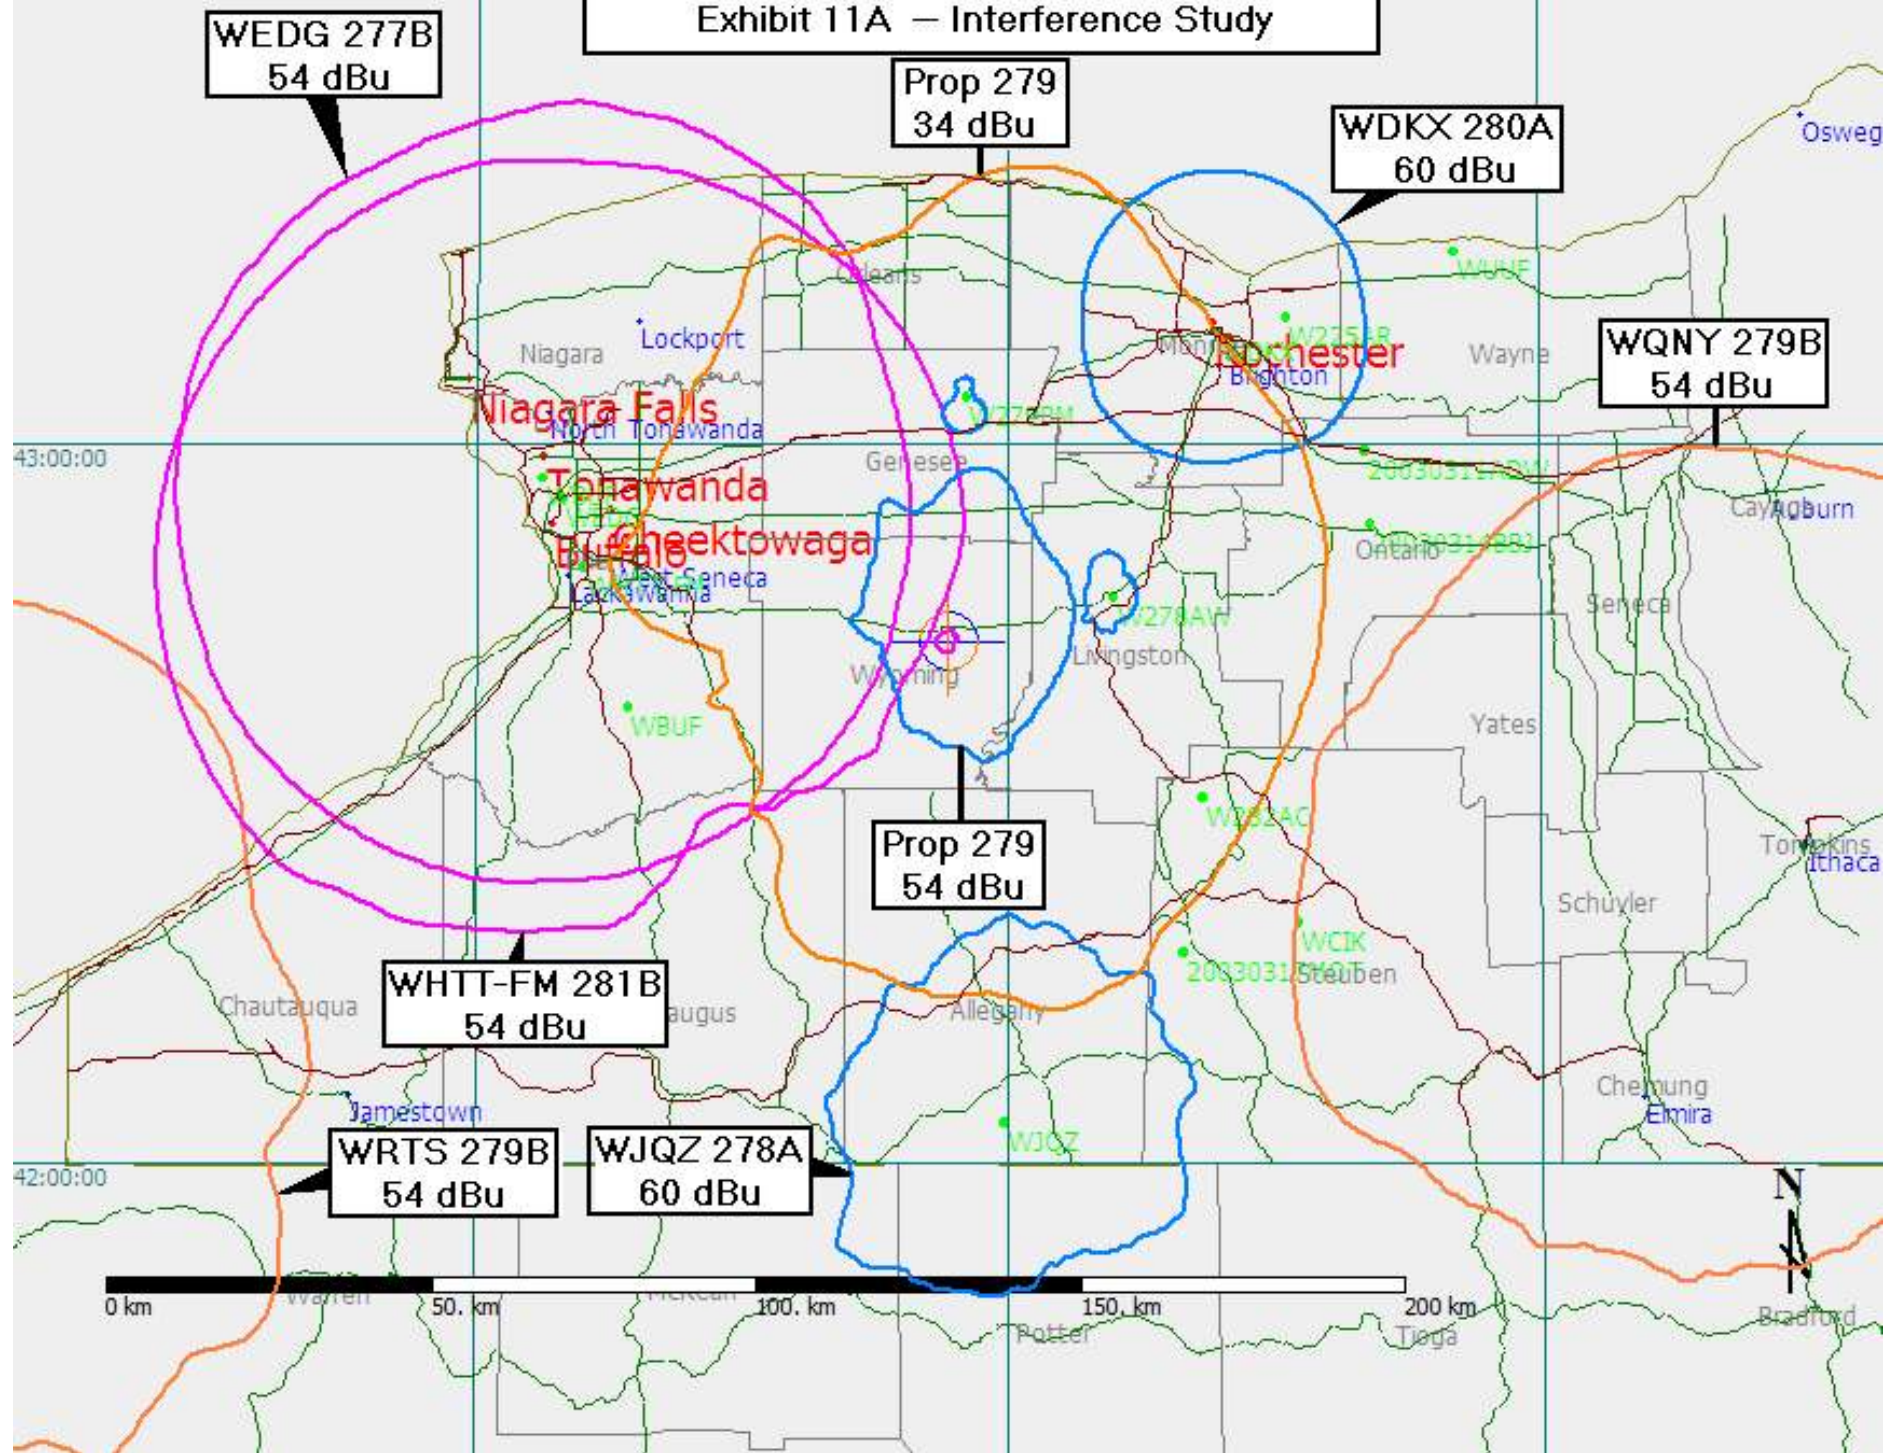 Exhibit 11A – Interference Study
WEDG 277B
54 dBu
Prop 279
34 dBu
WDKX 280A
60 dBu
Osweg
Orleans
WUUF
Lockport
Niagara
Rochester
Brighton
Wayne
WQNY 279B
54 dBu
Niagara Falls
North Tonawanda
43:00:00
Genesee
Tonawanda
Cheektowaga
Buffalo
West Seneca
Lackawanna
Ontario
Seneca
W278AW
Livingston
Wyoming
WBUF
Yates
W232AC
Prop 279
54 dBu
Tompkins
Ithaca
Schuyler
WCIK
Steuben
WHTT-FM 281B
54 dBu
Chautauqua
augus
Allegany
Chemung
Elmira
Jamestown
WJQZ
WRTS 279B
54 dBu
WJQZ 278A
60 dBu
42:00:00
N
0 km
50. km
100. km
150. km
200 km
Warren
McKean
Potter
Tioga
Bradford